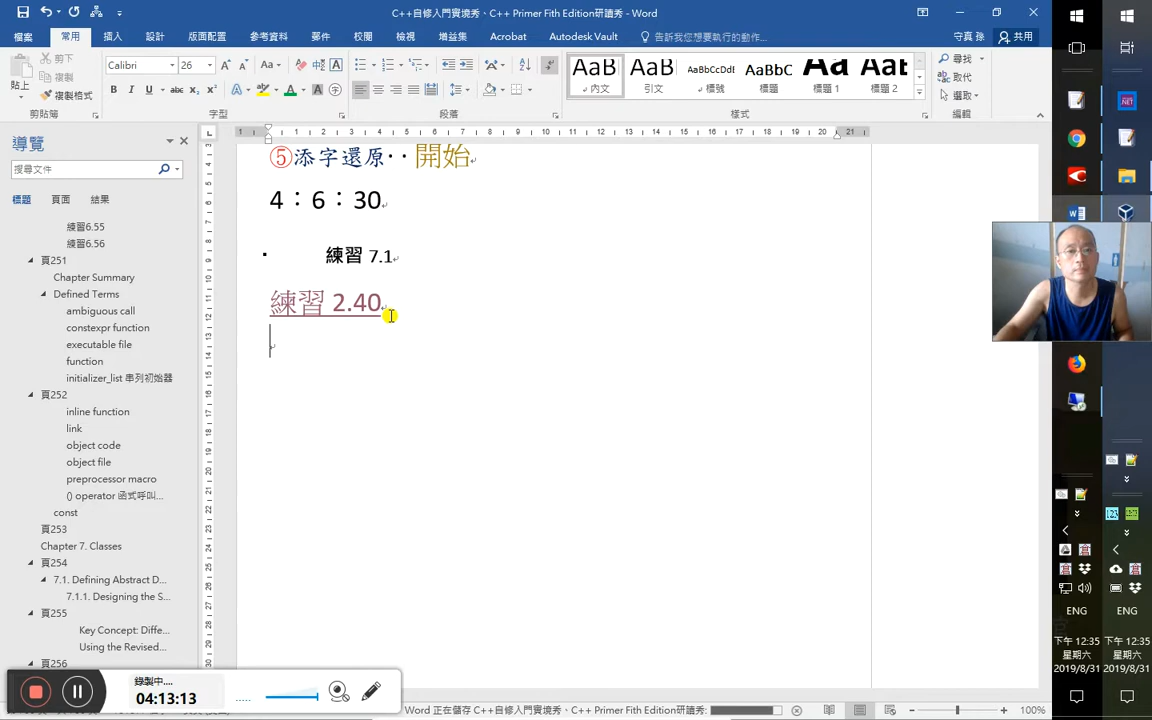 C++自修入門實境秀、C++ Primer Fith Edition研讀秀 - Word
檔案 常用 插入 設計 版面配置 參考資料 郵件 校閱 檢視 增益集 Acrobat Autodesk Vault 告訴我您想要執行... 守真 孫 共用
貼上 剪下 複製 複製格式
Calibri 26
AaB AaB AaBbCcDdE AaBbC Aa AaB
內文 引文 標號 標題 標題 1 標題 2
尋找 取代 選取
剪貼簿 字型 段落 樣式 編輯
導覽
搜尋文件
標題 頁面 結果
練習6.55
練習6.56
頁251
Chapter Summary
Defined Terms
ambiguous call
constexpr function
executable file
function
initializer_list 串列初始器
頁252
inline function
link
object code
object file
preprocessor macro
() operator 函式呼叫...
const
頁253
Chapter 7. Classes
頁254
7.1. Defining Abstract D...
7.1.1. Designing the S...
頁255
Key Concept: Diffe...
Using the Revised...
頁256
⑤添字還原‥開始
4：6：30
練習 7.1
練習 2.40
錄製中...
04:13:13
Word 正在儲存 C++自修入門實境秀、C++ Primer Fith Edition研讀秀:
100%
ENG ENG
下午 12:35 下午 12:35
星期六 星期六
2019/8/31 2019/8/31